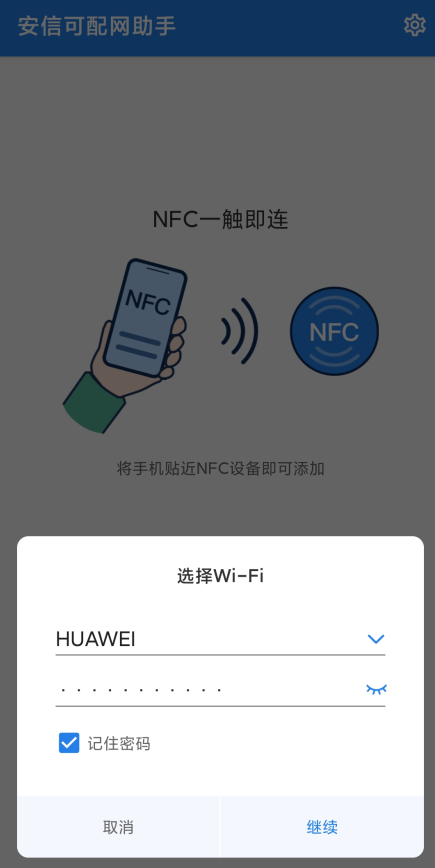 安信可配网助手
NFC一触即连
NFC
NFC
将手机贴近NFC设备即可添加
选择Wi-Fi
HUAWEI
···········
记住密码
取消
继续